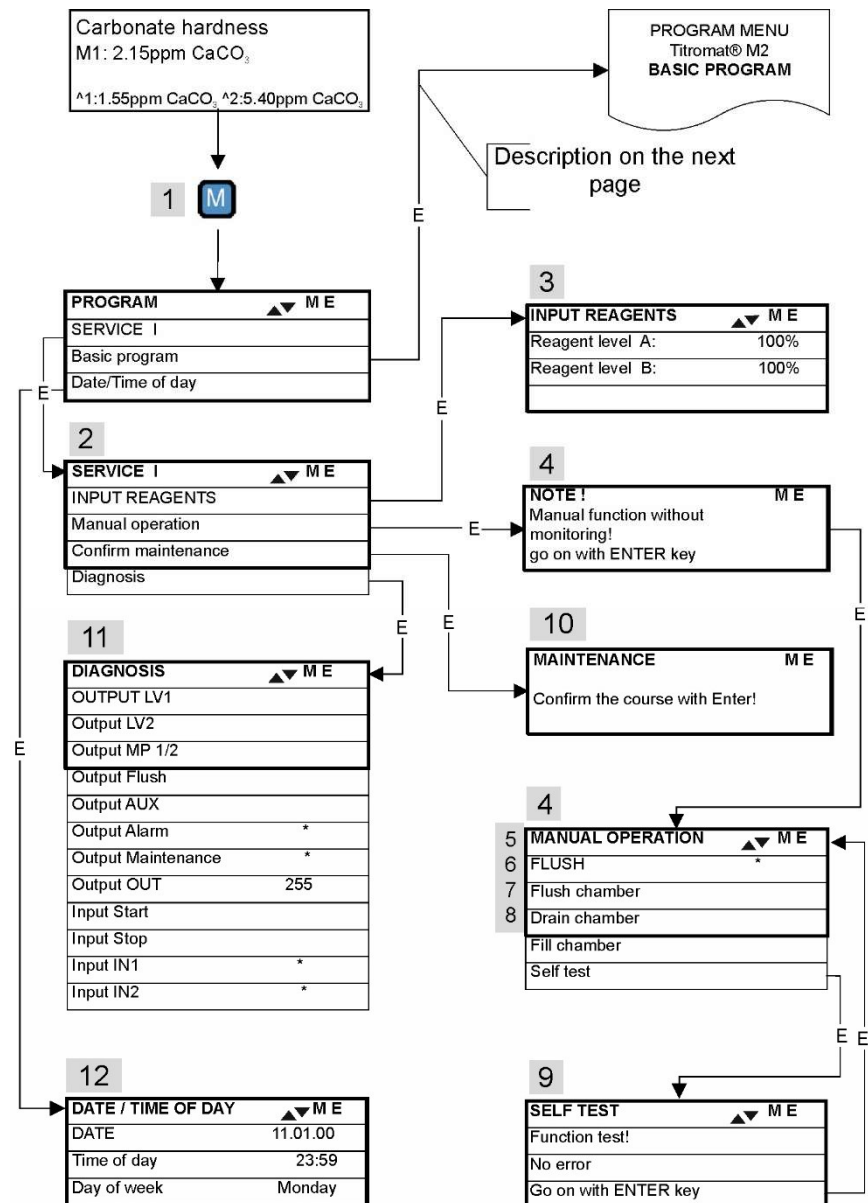 Carbonate hardness
M1: 2.15ppm CaCO₃
^1:1.55ppm CaCO₃ ^2:5.40ppm CaCO₃
PROGRAM MENU
Titromat® M2
BASIC PROGRAM
Description on the next
page
1 M
E
PROGRAM ▲▼ M E
SERVICE I
Basic program
Date/Time of day
E
E
3
INPUT REAGENTS ▲▼ M E
Reagent level A: 100%
Reagent level B: 100%
2
SERVICE I ▲▼ M E
INPUT REAGENTS
Manual operation
Confirm maintenance
Diagnosis
E
4
NOTE ! M E
Manual function without
monitoring!
go on with ENTER key
E
E
E
10
MAINTENANCE M E
Confirm the course with Enter!
11
DIAGNOSIS ▲▼ M E
OUTPUT LV1
Output LV2
Output MP 1/2
Output Flush
Output AUX
Output Alarm *
Output Maintenance *
Output OUT 255
Input Start
Input Stop
Input IN1 *
Input IN2 *
E
4
5 MANUAL OPERATION ▲▼ M E
6 FLUSH *
7 Flush chamber
8 Drain chamber
Fill chamber
Self test
E E
12
DATE / TIME OF DAY ▲▼ M E
DATE 11.01.00
Time of day 23:59
Day of week Monday
9
SELF TEST ▲▼ M E
Function test!
No error
Go on with ENTER key